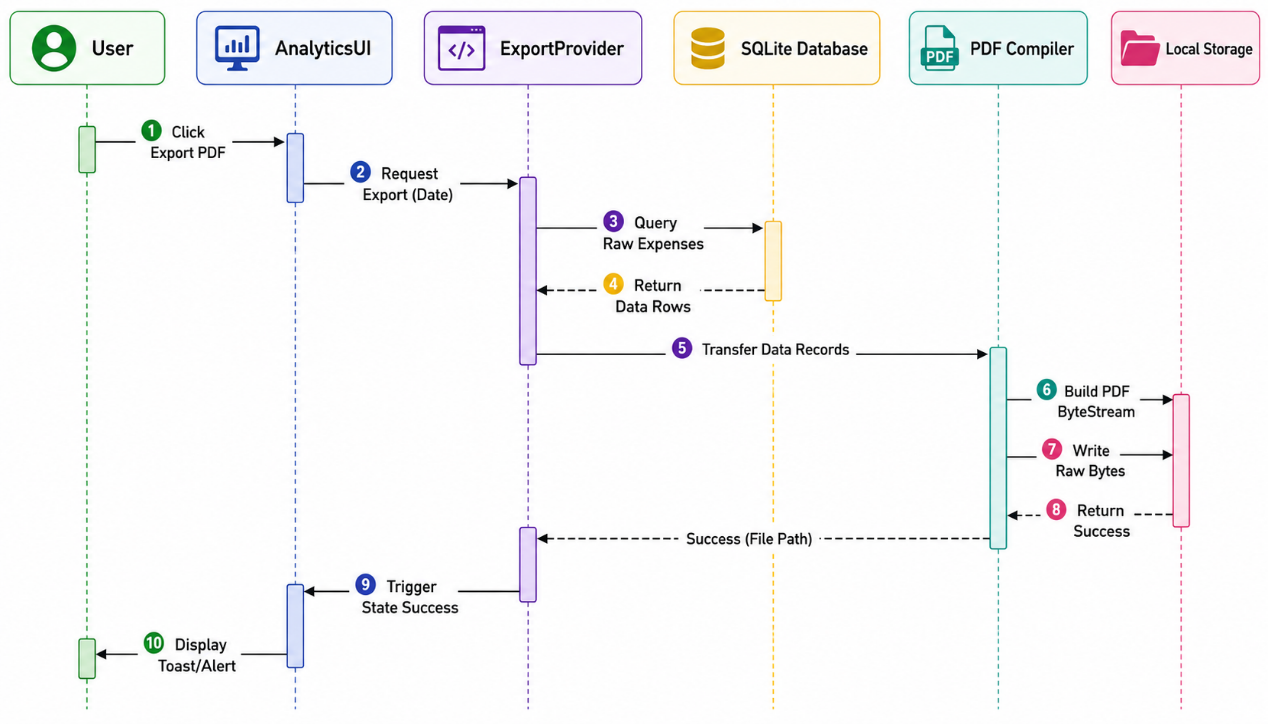 User
AnalyticsUI
</>
ExportProvider
SQLite Database
PDF
PDF Compiler
Local Storage
1 Click
Export PDF
2 Request
Export (Date)
3 Query
Raw Expenses
4 Return
Data Rows
5 Transfer Data Records
6 Build PDF
ByteStream
7 Write
Raw Bytes
8 Return
Success
Success (File Path)
9 Trigger
State Success
10 Display
Toast/Alert